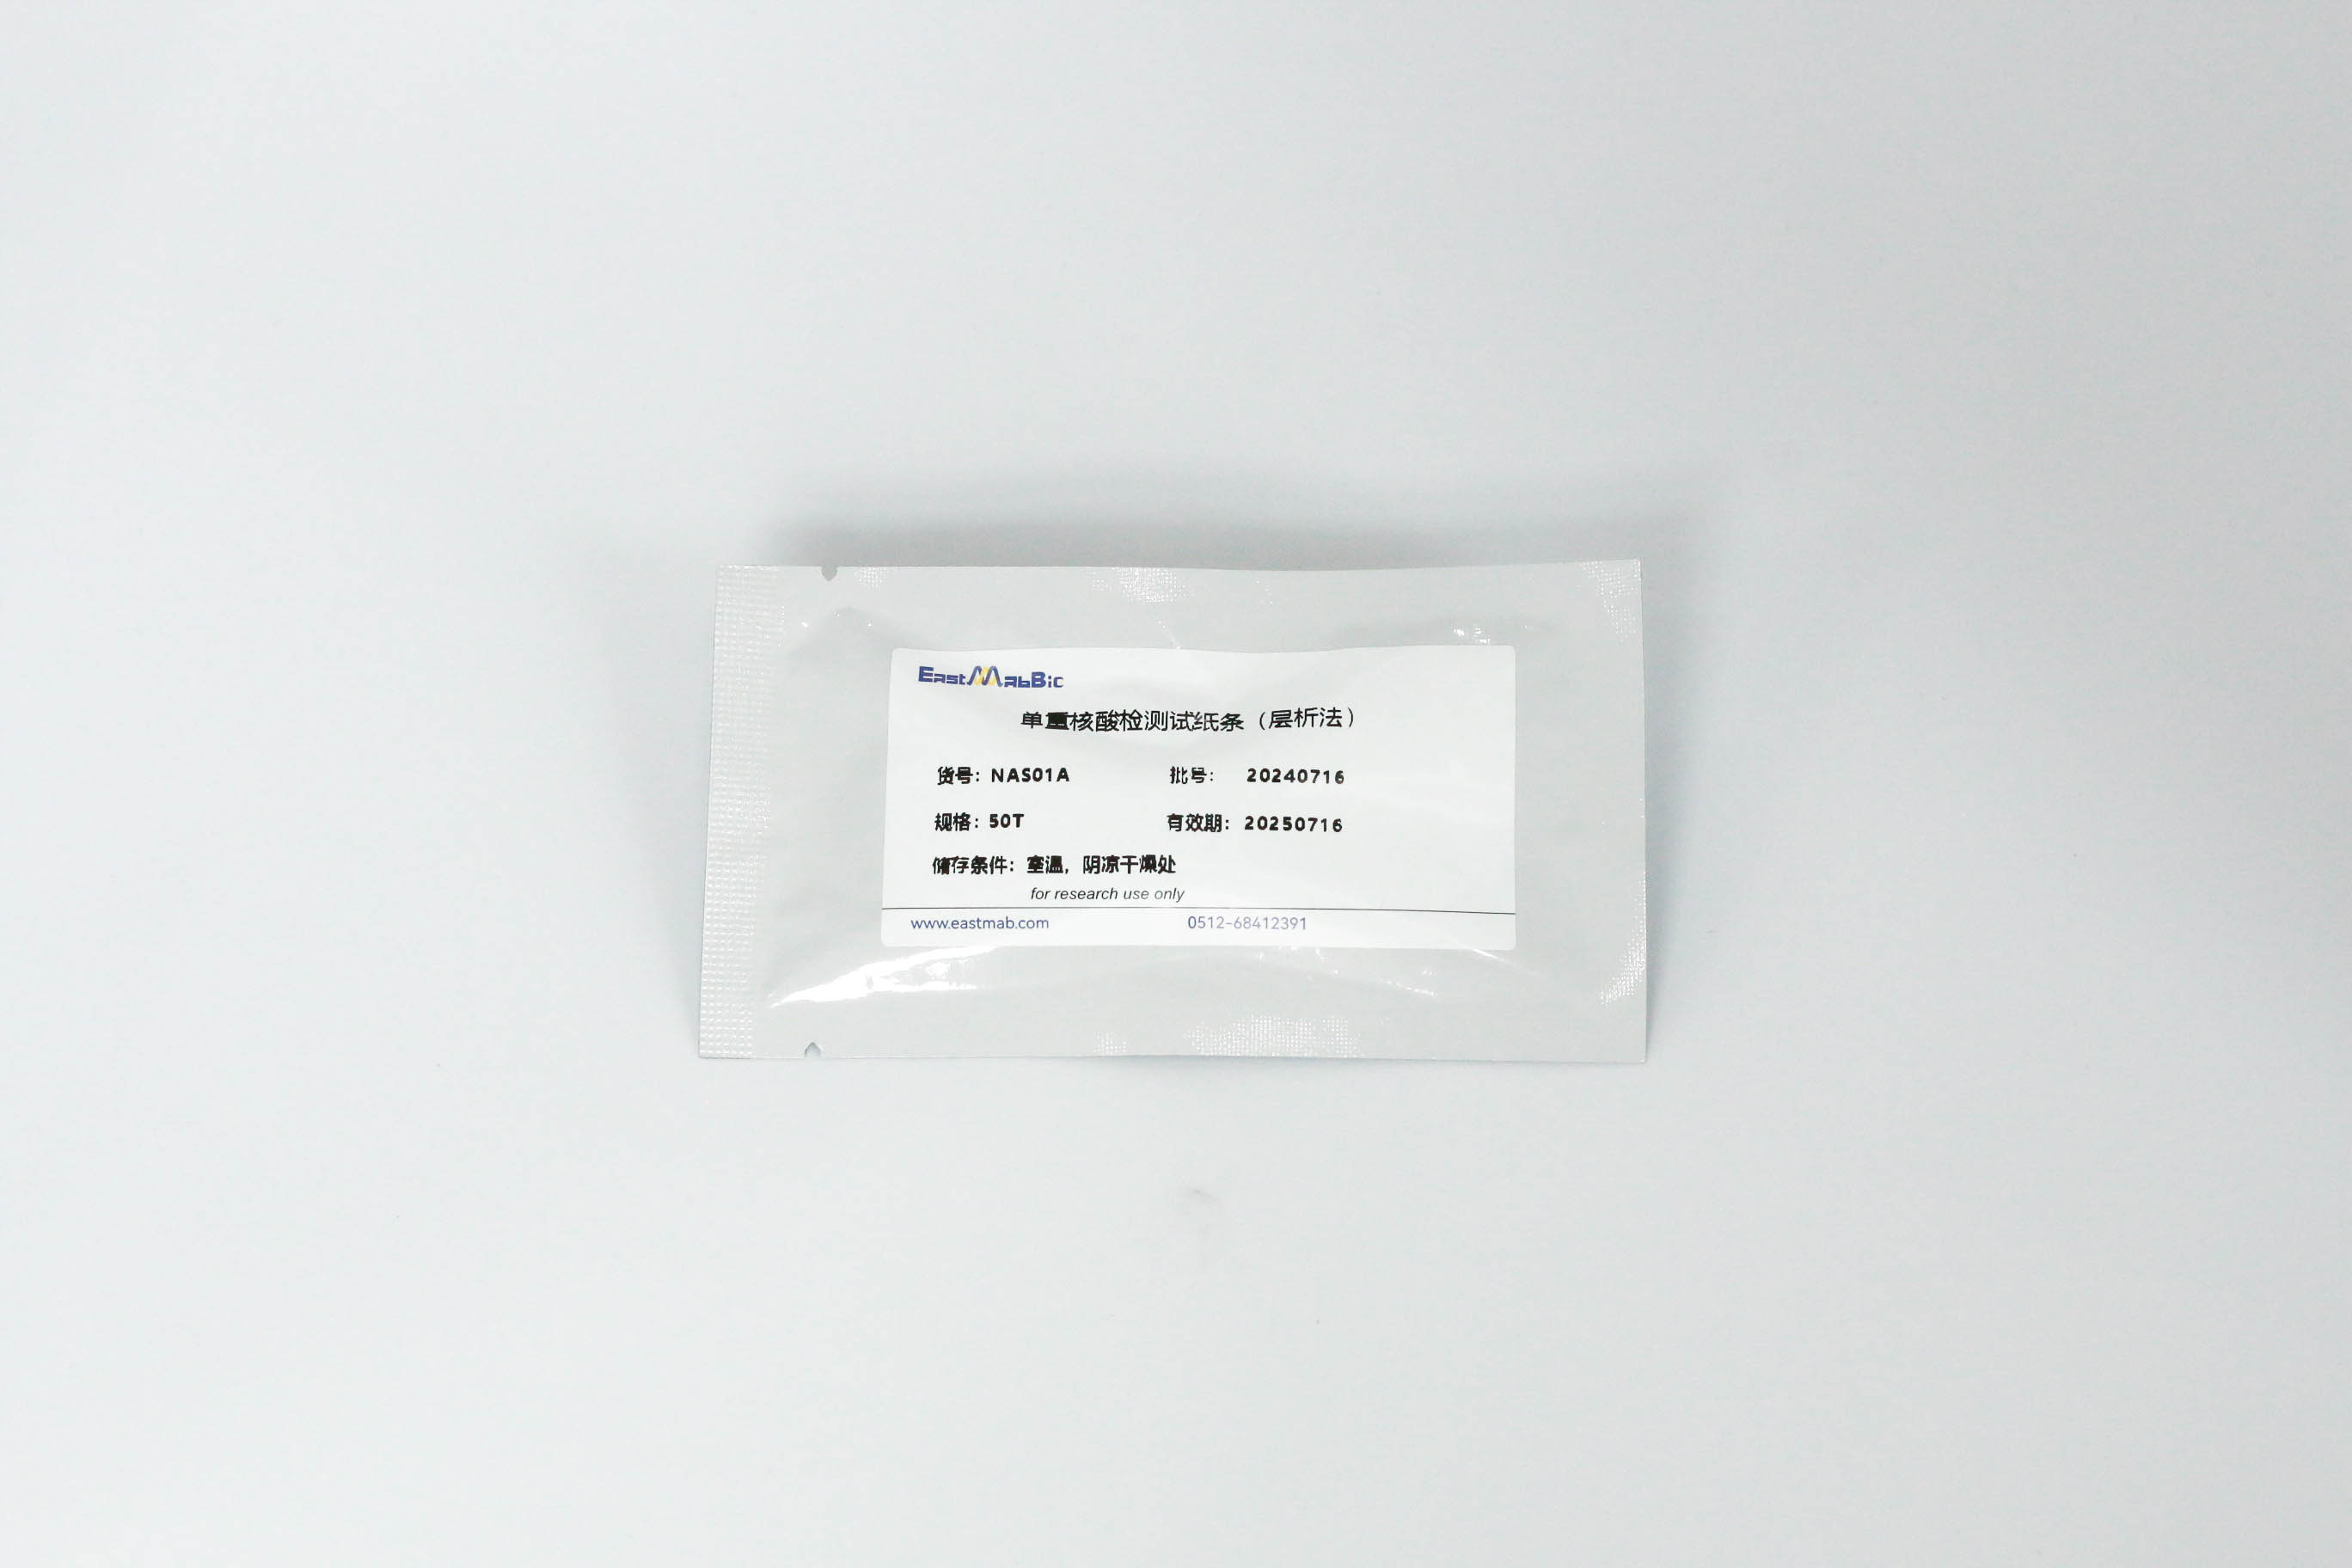 EastMabBio
单重核酸检测试纸条（层析法）
货号：NAS01A 批号： 20240716
规格：50T 有效期：20250716
储存条件：室温，阴凉干燥处
for research use only
www.eastmab.com 0512-68412391